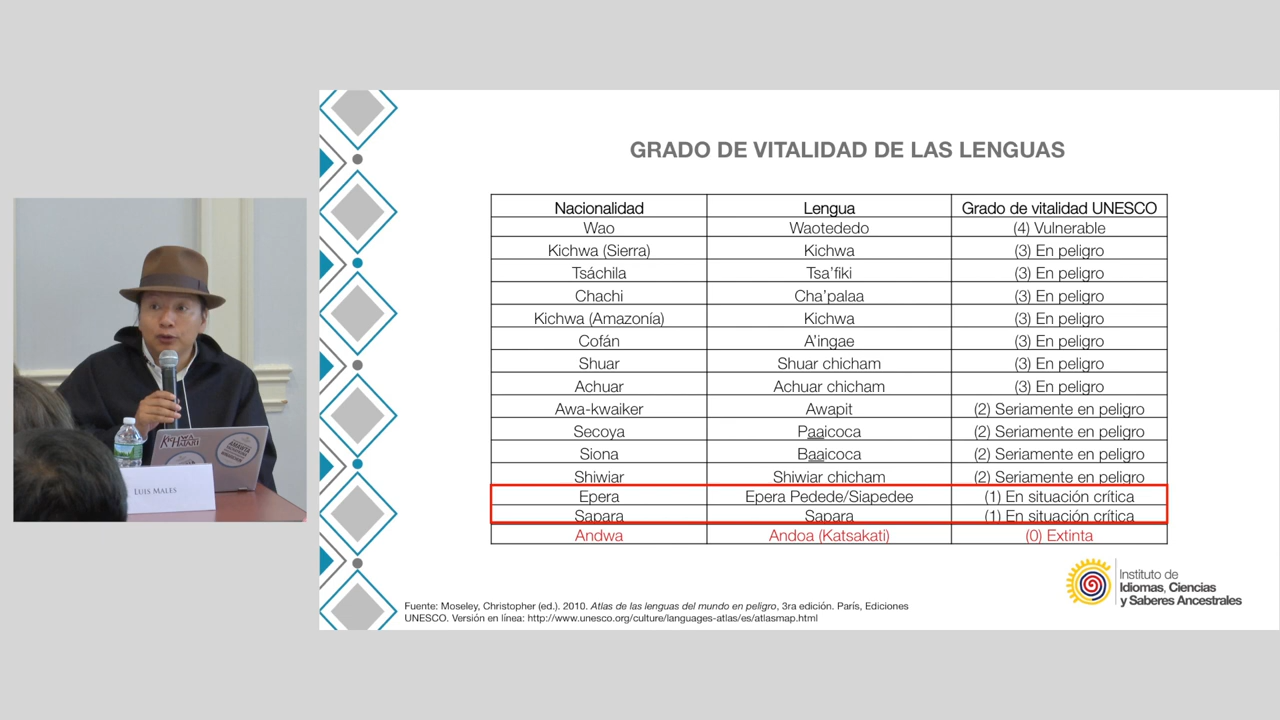 GRADO DE VITALIDAD DE LAS LENGUAS
Nacionalidad Lengua Grado de vitalidad UNESCO
Wao Waotededo (4) Vulnerable
Kichwa (Sierra) Kichwa (3) En peligro
Tsáchila Tsa’fiki (3) En peligro
Chachi Cha’palaa (3) En peligro
Kichwa (Amazonía) Kichwa (3) En peligro
Cofán A’ingae (3) En peligro
Shuar Shuar chicham (3) En peligro
Achuar Achuar chicham (3) En peligro
Awa-kwaiker Awapit (2) Seriamente en peligro
Secoya Paaicoca (2) Seriamente en peligro
Siona Baaicoca (2) Seriamente en peligro
Shiwiar Shiwiar chicham (2) Seriamente en peligro
Epera Epera Pedede/Siapedee (1) En situación crítica
Sapara Sapara (1) En situación crítica
Andwa Andoa (Katsakati) (0) Extinta
Fuente: Moseley, Christopher (ed.). 2010. Atlas de las lenguas del mundo en peligro, 3ra edición. París, Ediciones
UNESCO. Versión en línea: http://www.unesco.org/culture/languages-atlas/es/atlasmap.html
Instituto de
Idiomas, Ciencias
y Saberes Ancestrales
LUIS MALES